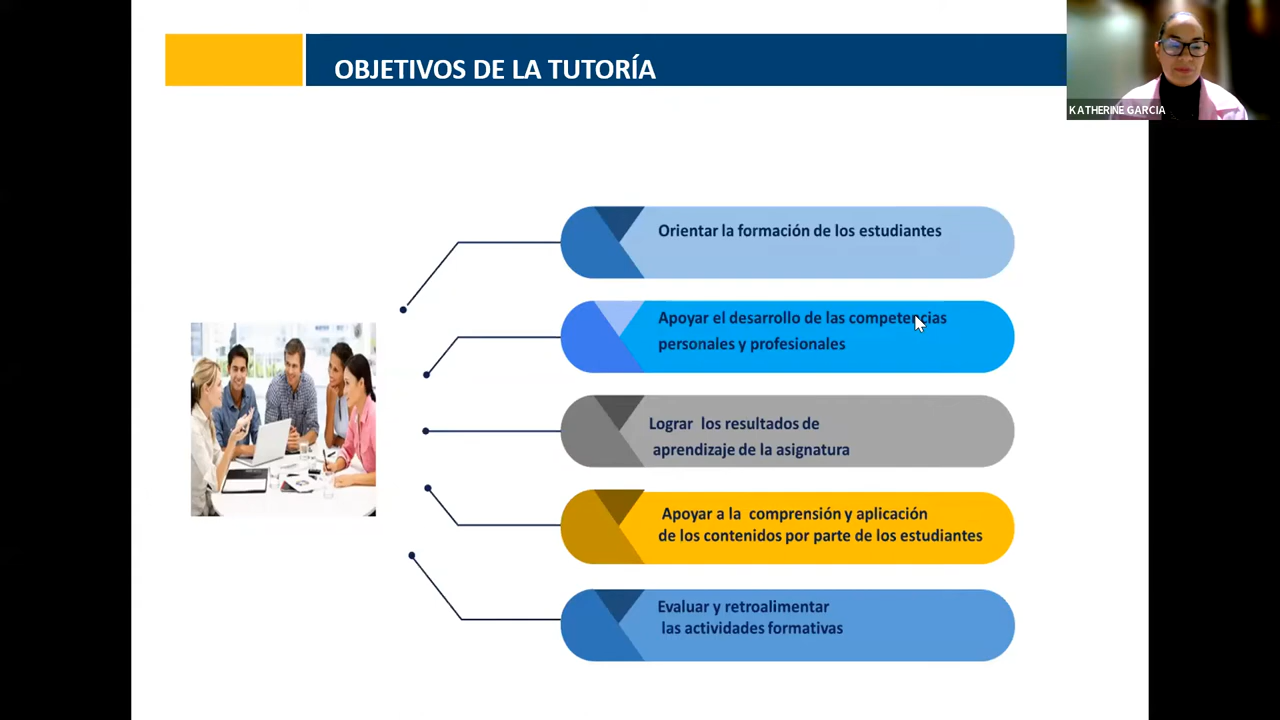 OBJETIVOS DE LA TUTORÍA
KATHERINE GARCIA
Orientar la formación de los estudiantes
Apoyar el desarrollo de las competencias
personales y profesionales
Lograr los resultados de
aprendizaje de la asignatura
Apoyar a la comprensión y aplicación
de los contenidos por parte de los estudiantes
Evaluar y retroalimentar
las actividades formativas